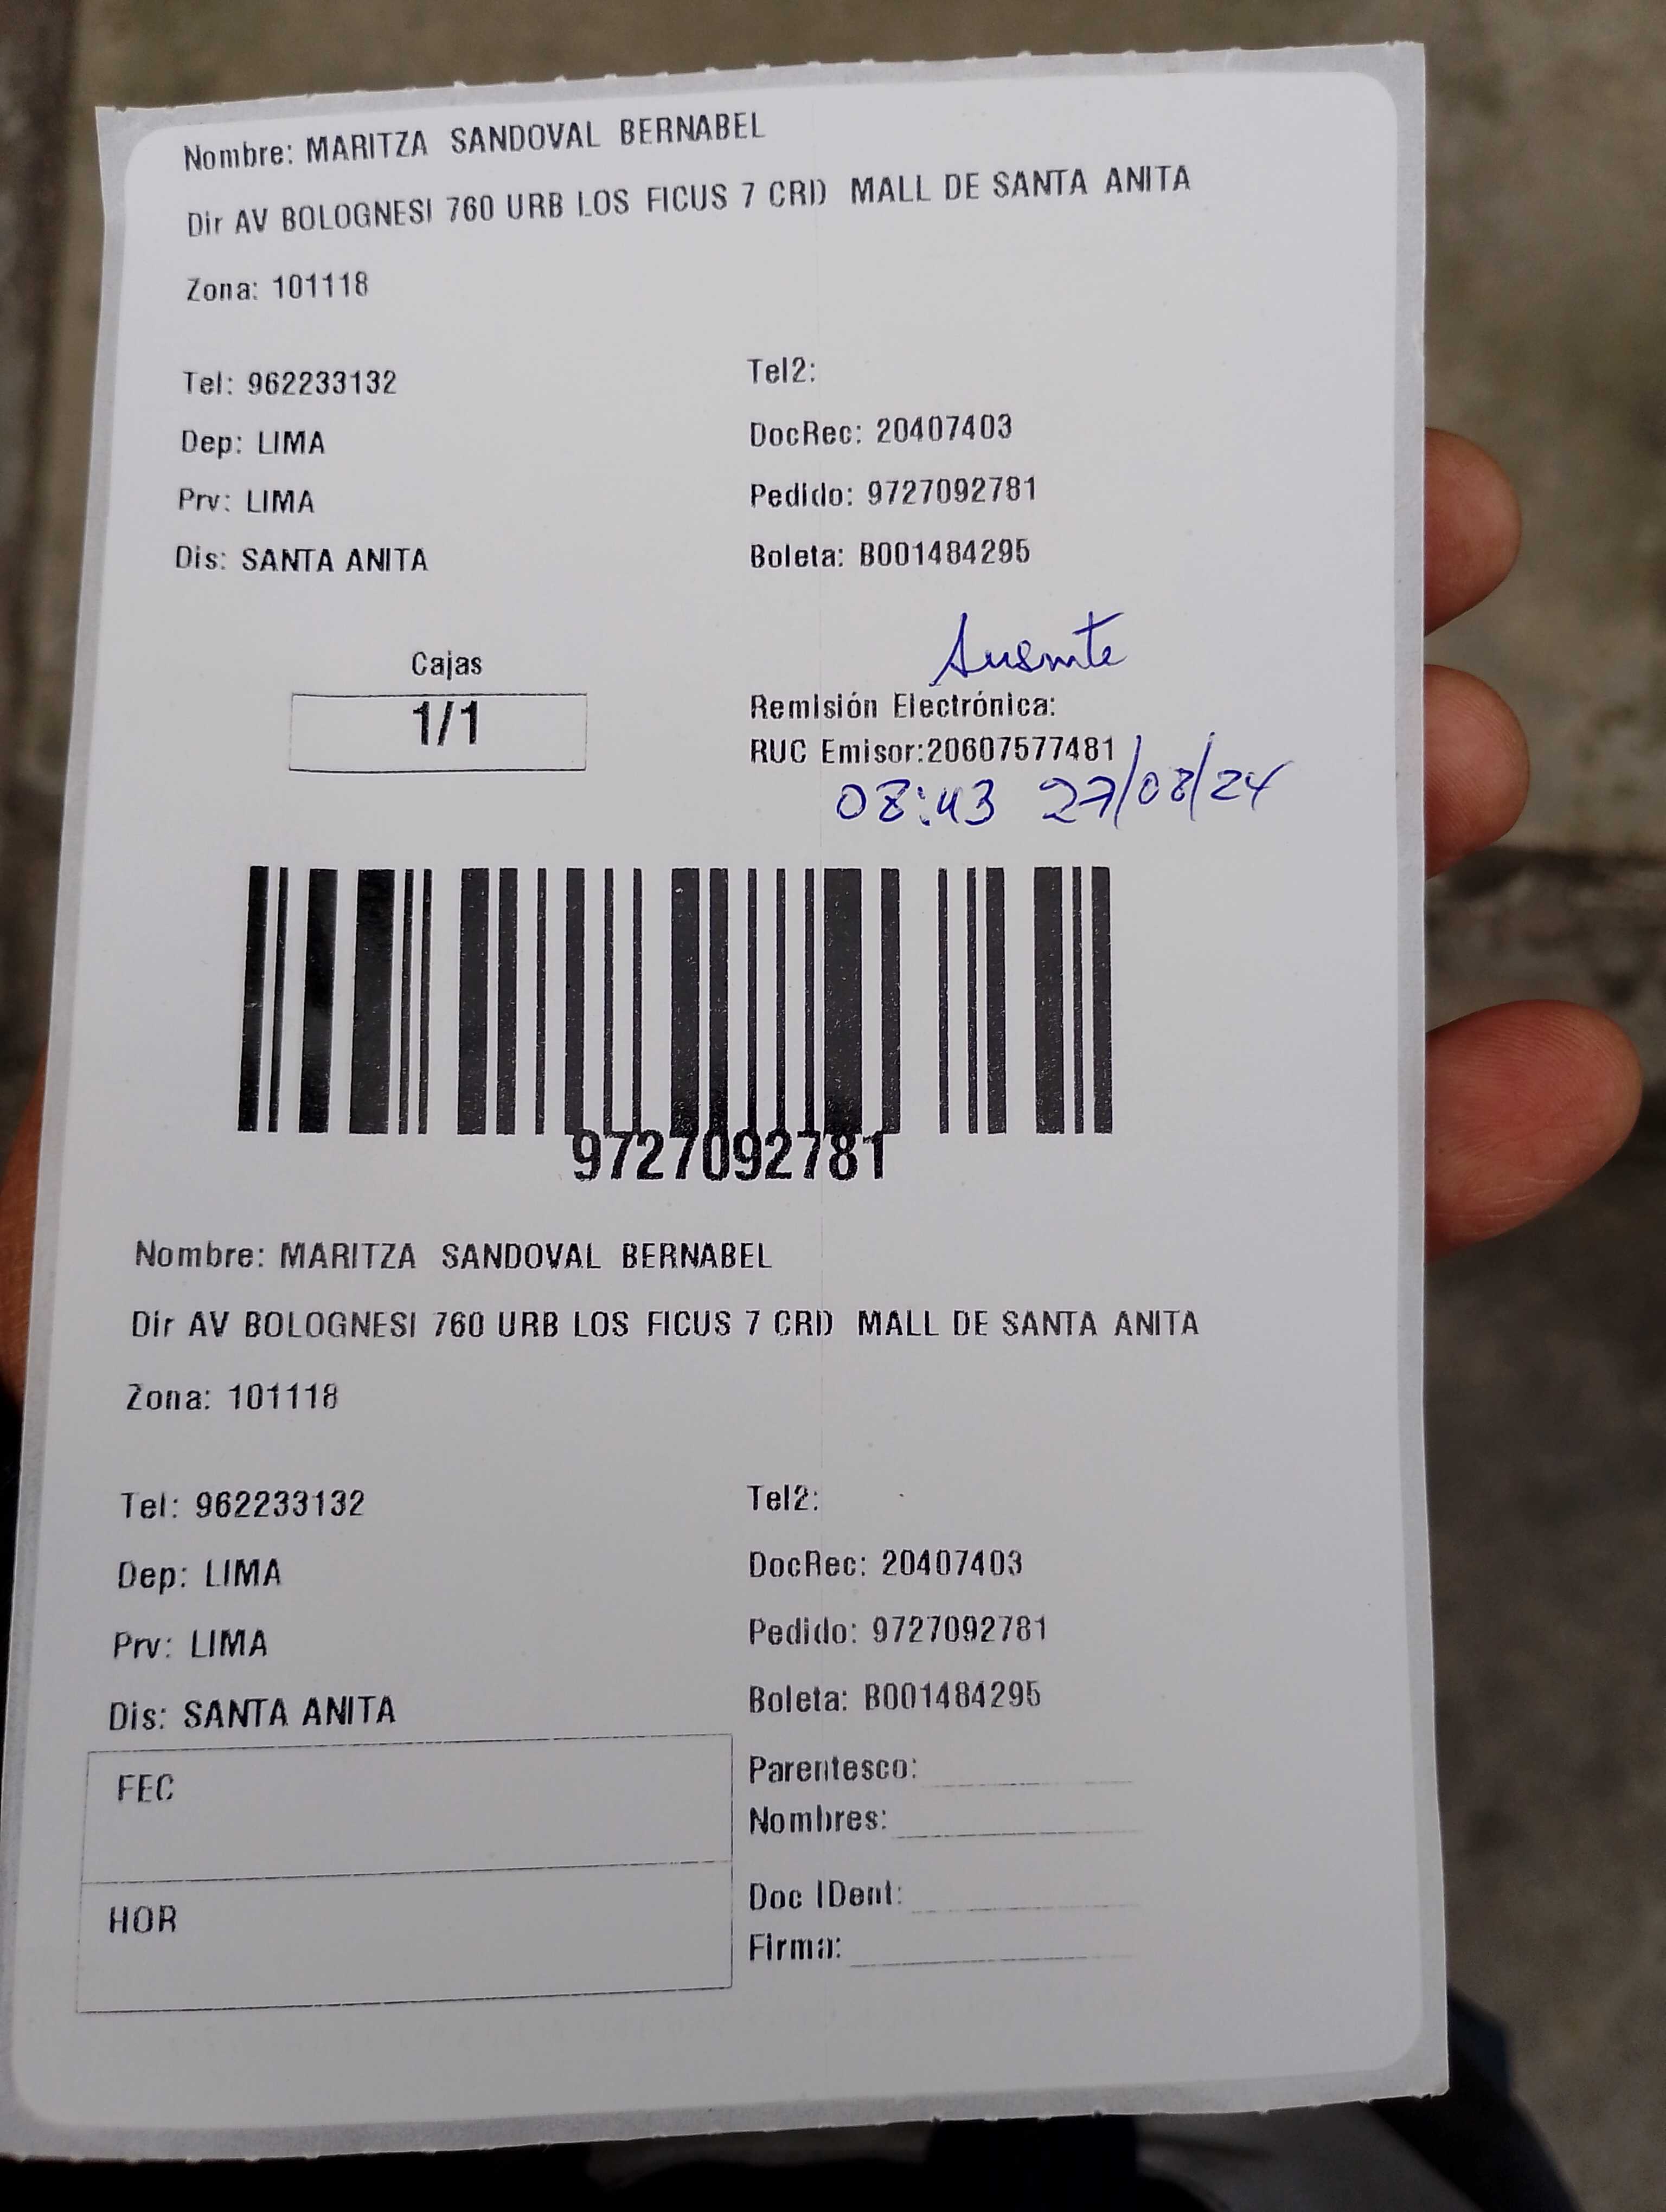 Nombre: MARITZA SANDOVAL BERNABEL
Dir AV BOLOGNESI 760 URB LOS FICUS 7 CRD MALL DE SANTA ANITA
Zona: 101118
Tel: 962233132
Tel2:
Dep: LIMA
DocRec: 20407403
Prv: LIMA
Pedido: 9727092781
Dis: SANTA ANITA
Boleta: B001484295
Ausente
Cajas
1/1
Remisión Electrónica:
RUC Emisor:20607577481
08:43 27/08/24
9727092781
Nombre: MARITZA SANDOVAL BERNABEL
Dir AV BOLOGNESI 760 URB LOS FICUS 7 CRD MALL DE SANTA ANITA
Zona: 101118
Tel: 962233132
Tel2:
Dep: LIMA
DocRec: 20407403
Prv: LIMA
Pedido: 9727092781
Dis: SANTA ANITA
Boleta: B001484295
FEC
Parentesco:
Nombres:
HOR
Doc IDent:
Firma: